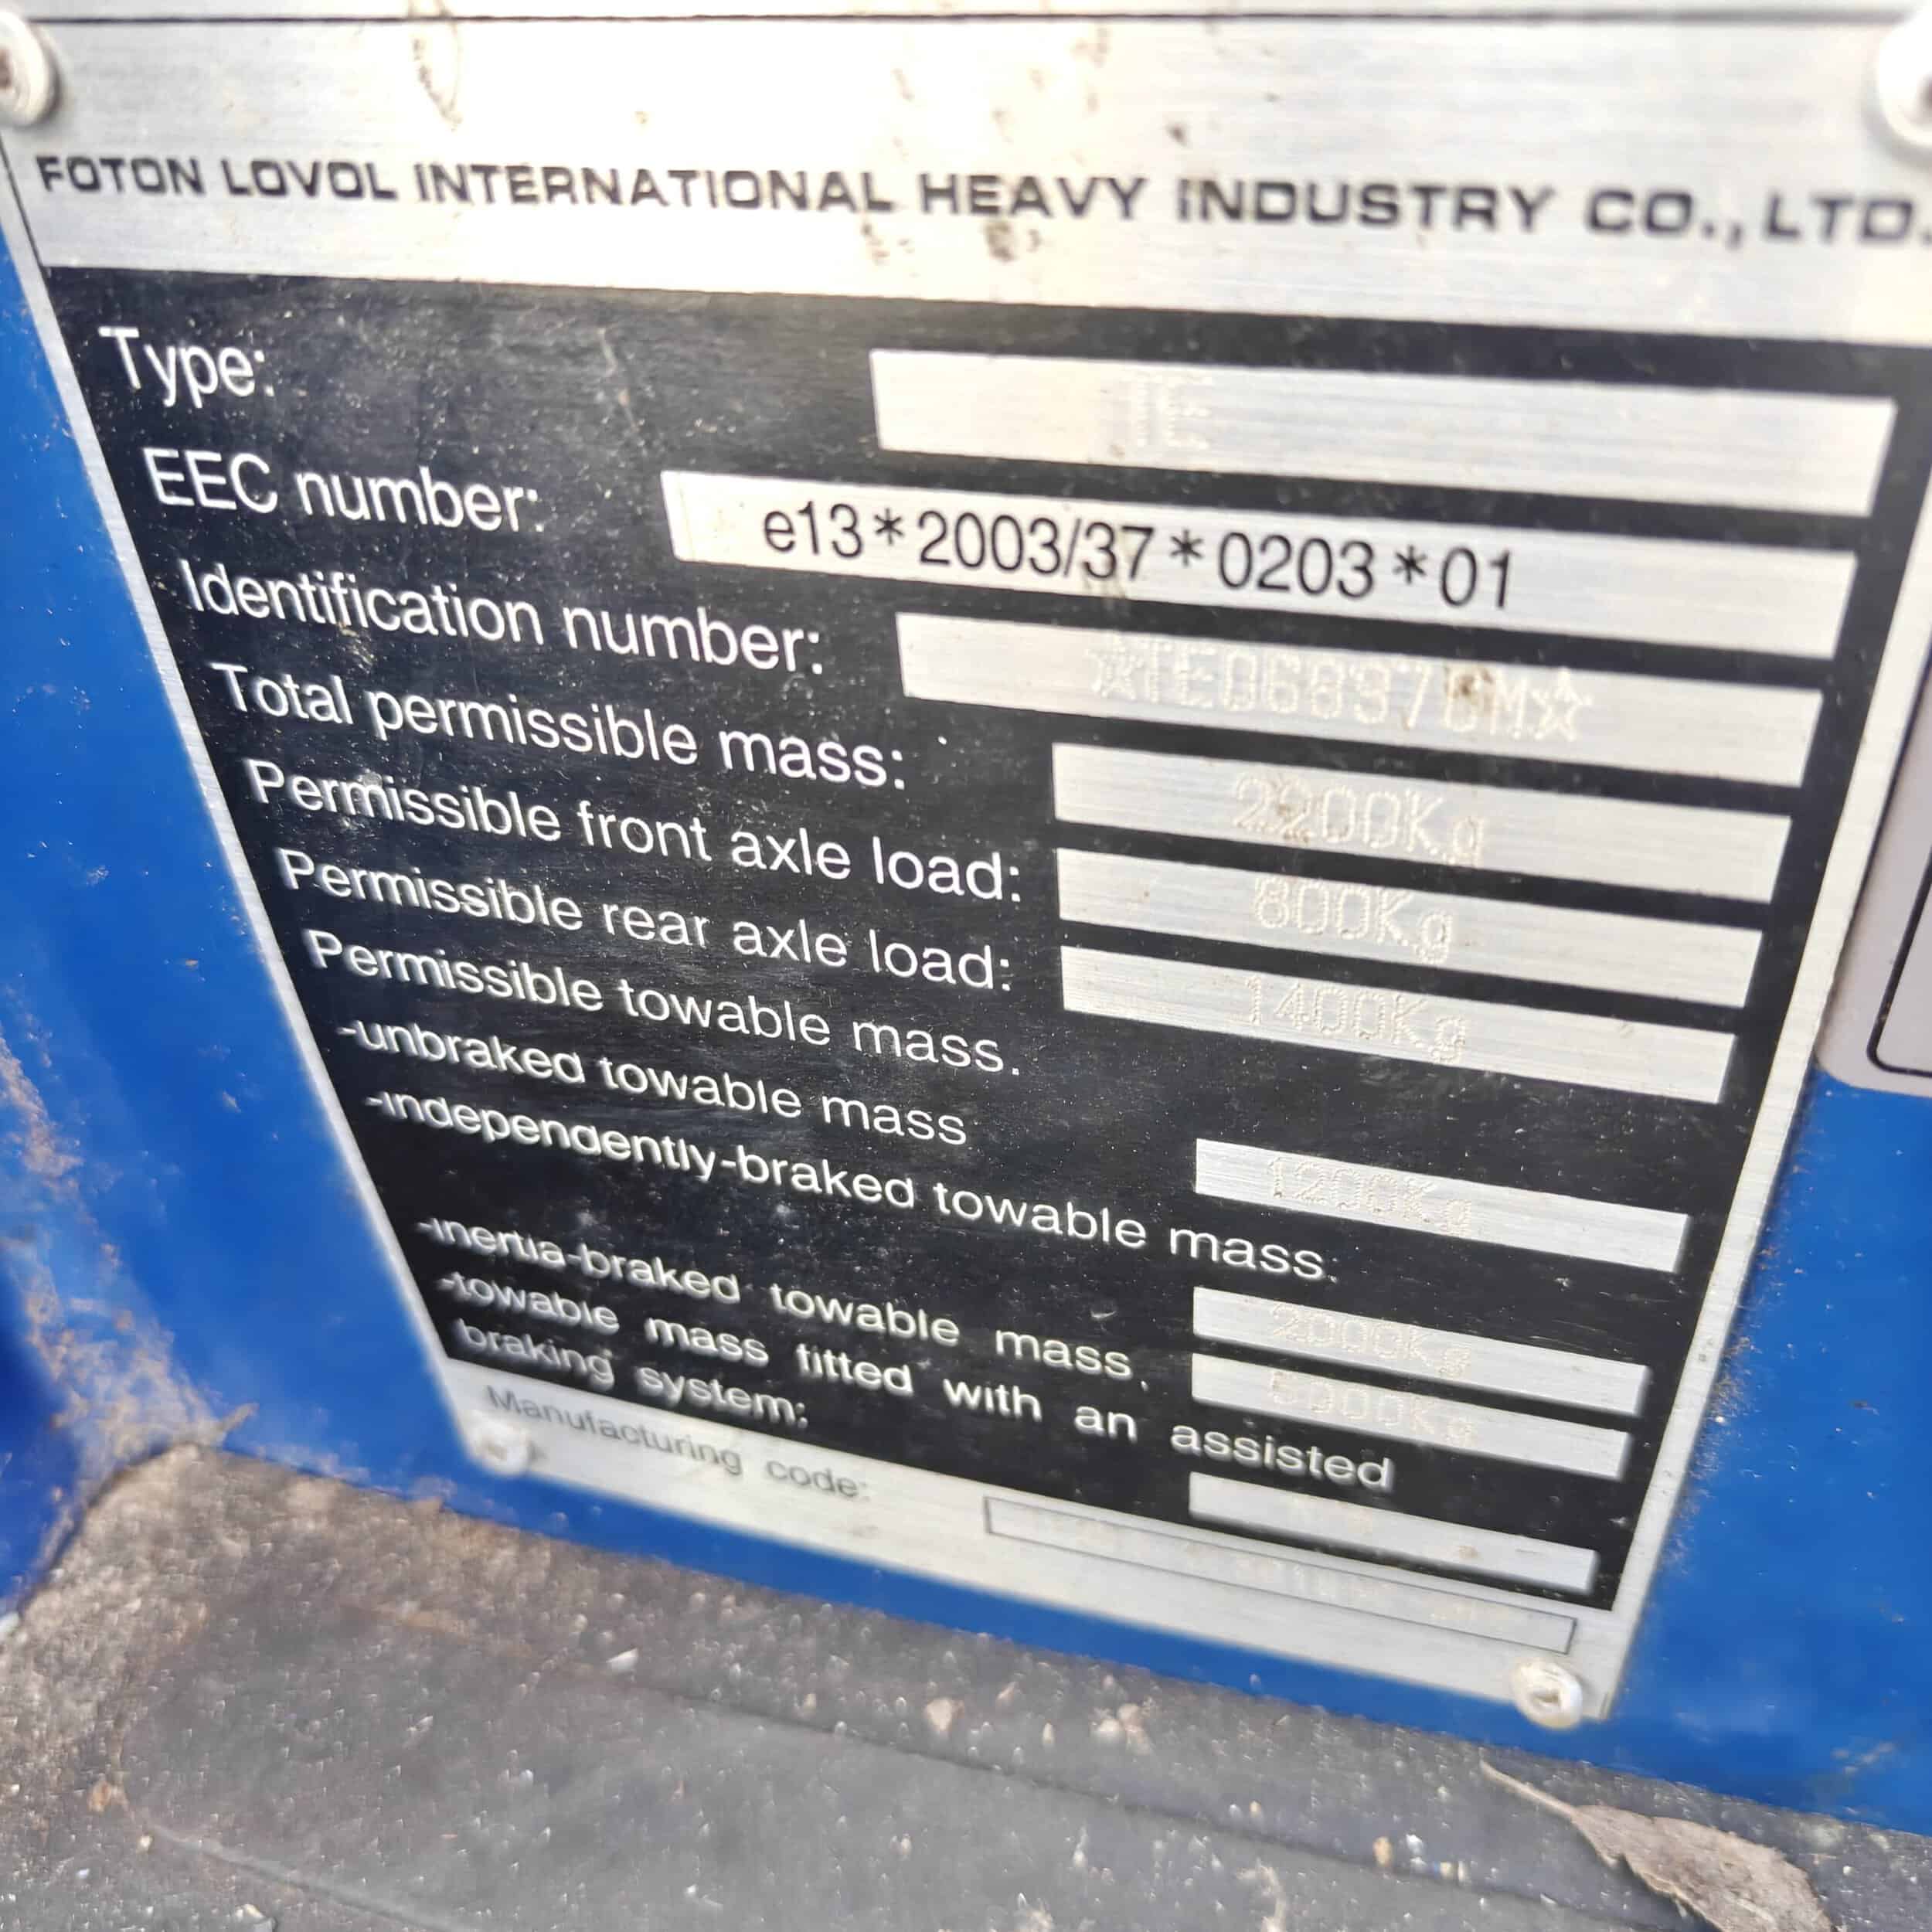 FOTON LOVOL INTERNATIONAL HEAVY INDUSTRY CO., LTD.
Type: TE
EEC number: e13*2003/37*0203*01
Identification number:
Total permissible mass: 2200Kg
Permissible front axle load: 800Kg
Permissible rear axle load: 1400Kg
Permissible towable mass.
-unbraked towable mass 1200Kg
-independently-braked towable mass: 2000Kg
-inertia-braked towable mass.
-towable mass fitted with an assisted
braking system:
Manufacturing code: